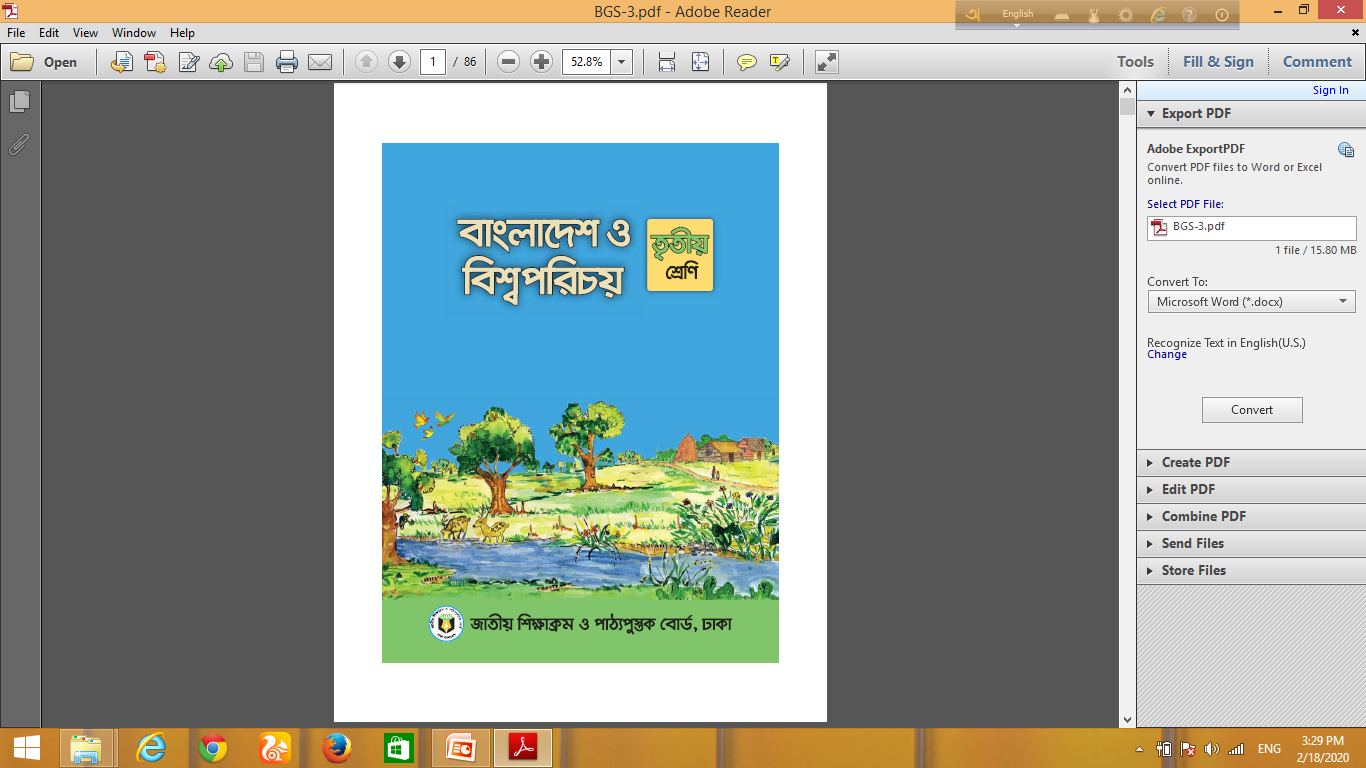 BGS-3.pdf - Adobe Reader
English
File Edit View Window Help
Open
1 / 86
52.8%
Tools Fill & Sign Comment
Sign In
Export PDF
Adobe ExportPDF
Convert PDF files to Word or Excel
online.
Select PDF File:
BGS-3.pdf
1 file / 15.80 MB
Convert To:
Microsoft Word (*.docx)
Recognize Text in English(U.S.)
Change
Convert
Create PDF
Edit PDF
Combine PDF
Send Files
Store Files
বাংলাদেশ ও
বিশ্বপরিচয়
তৃতীয়
শ্রেণি
জাতীয় শিক্ষাক্রম ও পাঠ্যপুস্তক বোর্ড, ঢাকা
ENG
3:29 PM
2/18/2020